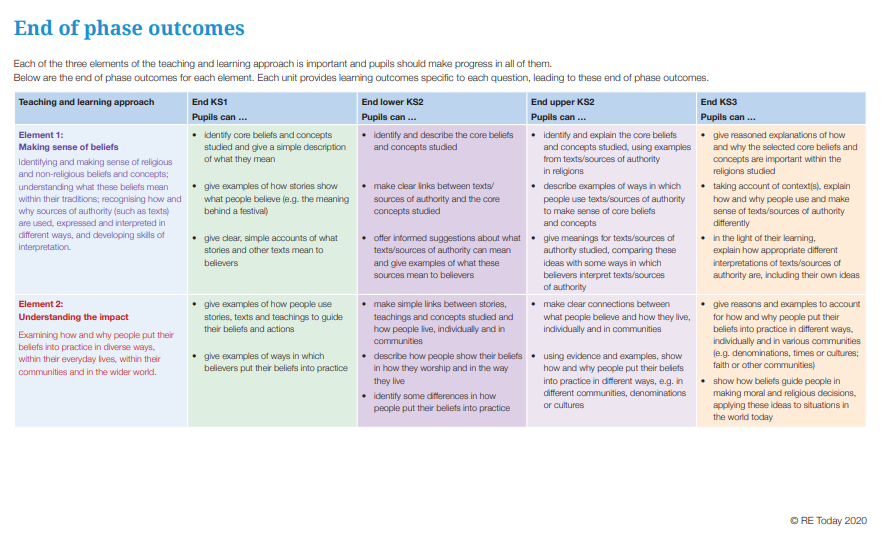 End of phase outcomes
Each of the three elements of the teaching and learning approach is important and pupils should make progress in all of them.
Below are the end of phase outcomes for each element. Each unit provides learning outcomes specific to each question, leading to these end of phase outcomes.
Teaching and learning approach
End KS1
Pupils can …
End lower KS2
Pupils can …
End upper KS2
Pupils can …
End KS3
Pupils can …
Element 1:
Making sense of beliefs
Identifying and making sense of religious
and non-religious beliefs and concepts;
understanding what these beliefs mean
within their traditions; recognising how and
why sources of authority (such as texts)
are used, expressed and interpreted in
different ways, and developing skills of
interpretation.
• identify core beliefs and concepts
studied and give a simple description
of what they mean
• give examples of how stories show
what people believe (e.g. the meaning
behind a festival)
• give clear, simple accounts of what
stories and other texts mean to
believers
• identify and describe the core beliefs
and concepts studied
• make clear links between texts/
sources of authority and the core
concepts studied
• offer informed suggestions about what
texts/sources of authority can mean
and give examples of what these
sources mean to believers
• identify and explain the core beliefs
and concepts studied, using examples
from texts/sources of authority
in religions
• describe examples of ways in which
people use texts/sources of authority
to make sense of core beliefs
and concepts
• give meanings for texts/sources of
authority studied, comparing these
ideas with some ways in which
believers interpret texts/sources
of authority
• give reasoned explanations of how
and why the selected core beliefs and
concepts are important within the
religions studied
• taking account of context(s), explain
how and why people use and make
sense of texts/sources of authority
differently
• in the light of their learning,
explain how appropriate different
interpretations of texts/sources of
authority are, including their own ideas
Element 2:
Understanding the impact
Examining how and why people put their
beliefs into practice in diverse ways,
within their everyday lives, within their
communities and in the wider world.
• give examples of how people use
stories, texts and teachings to guide
their beliefs and actions
• give examples of ways in which
believers put their beliefs into practice
• make simple links between stories,
teachings and concepts studied and
how people live, individually and in
communities
• describe how people show their beliefs
in how they worship and in the way
they live
• identify some differences in how
people put their beliefs into practice
• make clear connections between
what people believe and how they live,
individually and in communities
• using evidence and examples, show
how and why people put their beliefs
into practice in different ways, e.g. in
different communities, denominations
or cultures
• give reasons and examples to account
for how and why people put their
beliefs into practice in different ways,
individually and in various communities
(e.g. denominations, times or cultures;
faith or other communities)
• show how beliefs guide people in
making moral and religious decisions,
applying these ideas to situations in
the world today
© RE Today 2020